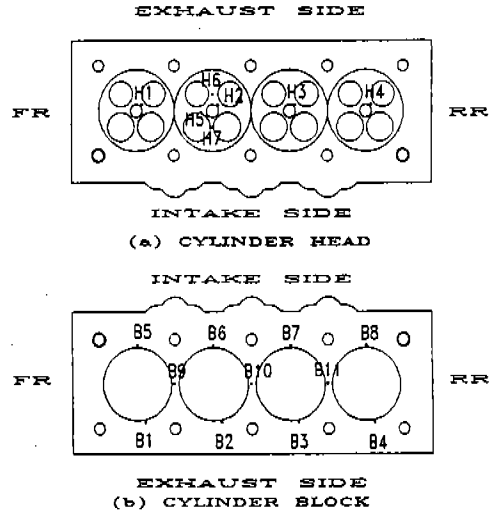 EXHAUST SIDE
H6
H1 H2 H3 H4
FR RR
H5
H7
INTAKE SIDE
(a) CYLINDER HEAD
INTAKE SIDE
B5 B6 B7 B8
FR B9 B10 B11 RR
B1 B2 B3 B4
EXHAUST SIDE
(b) CYLINDER BLOCK